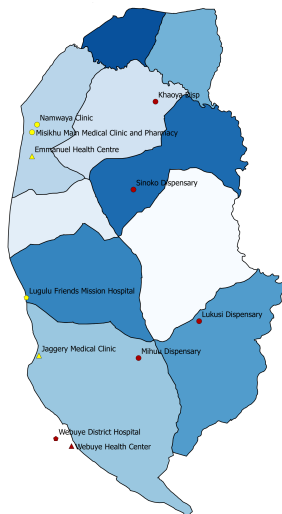 Khaoya Disp
Namwaya Clinic
Misikhu Main Medical Clinic and Pharmacy
Emmanuel Health Centre
Sinoko Dispensary
Lugulu Friends Mission Hospital
Lukusi Dispensary
Jaggery Medical Clinic
Mihuu Dispensary
Webuye District Hospital
Webuye Health Center